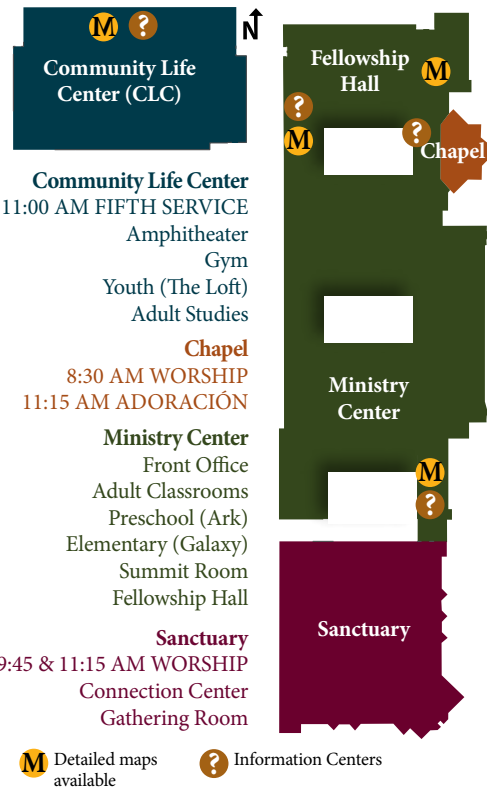 M ?
N
Community Life
Center (CLC)
Fellowship
Hall
M
?
M
?
Chapel
Community Life Center
11:00 AM FIFTH SERVICE
Amphitheater
Gym
Youth (The Loft)
Adult Studies
Chapel
8:30 AM WORSHIP
11:15 AM ADORACIÓN
Ministry
Center
Ministry Center
Front Office
Adult Classrooms
Preschool (Ark)
Elementary (Galaxy)
Summit Room
Fellowship Hall
M
?
Sanctuary
Sanctuary
9:45 & 11:15 AM WORSHIP
Connection Center
Gathering Room
M Detailed maps
available
? Information Centers